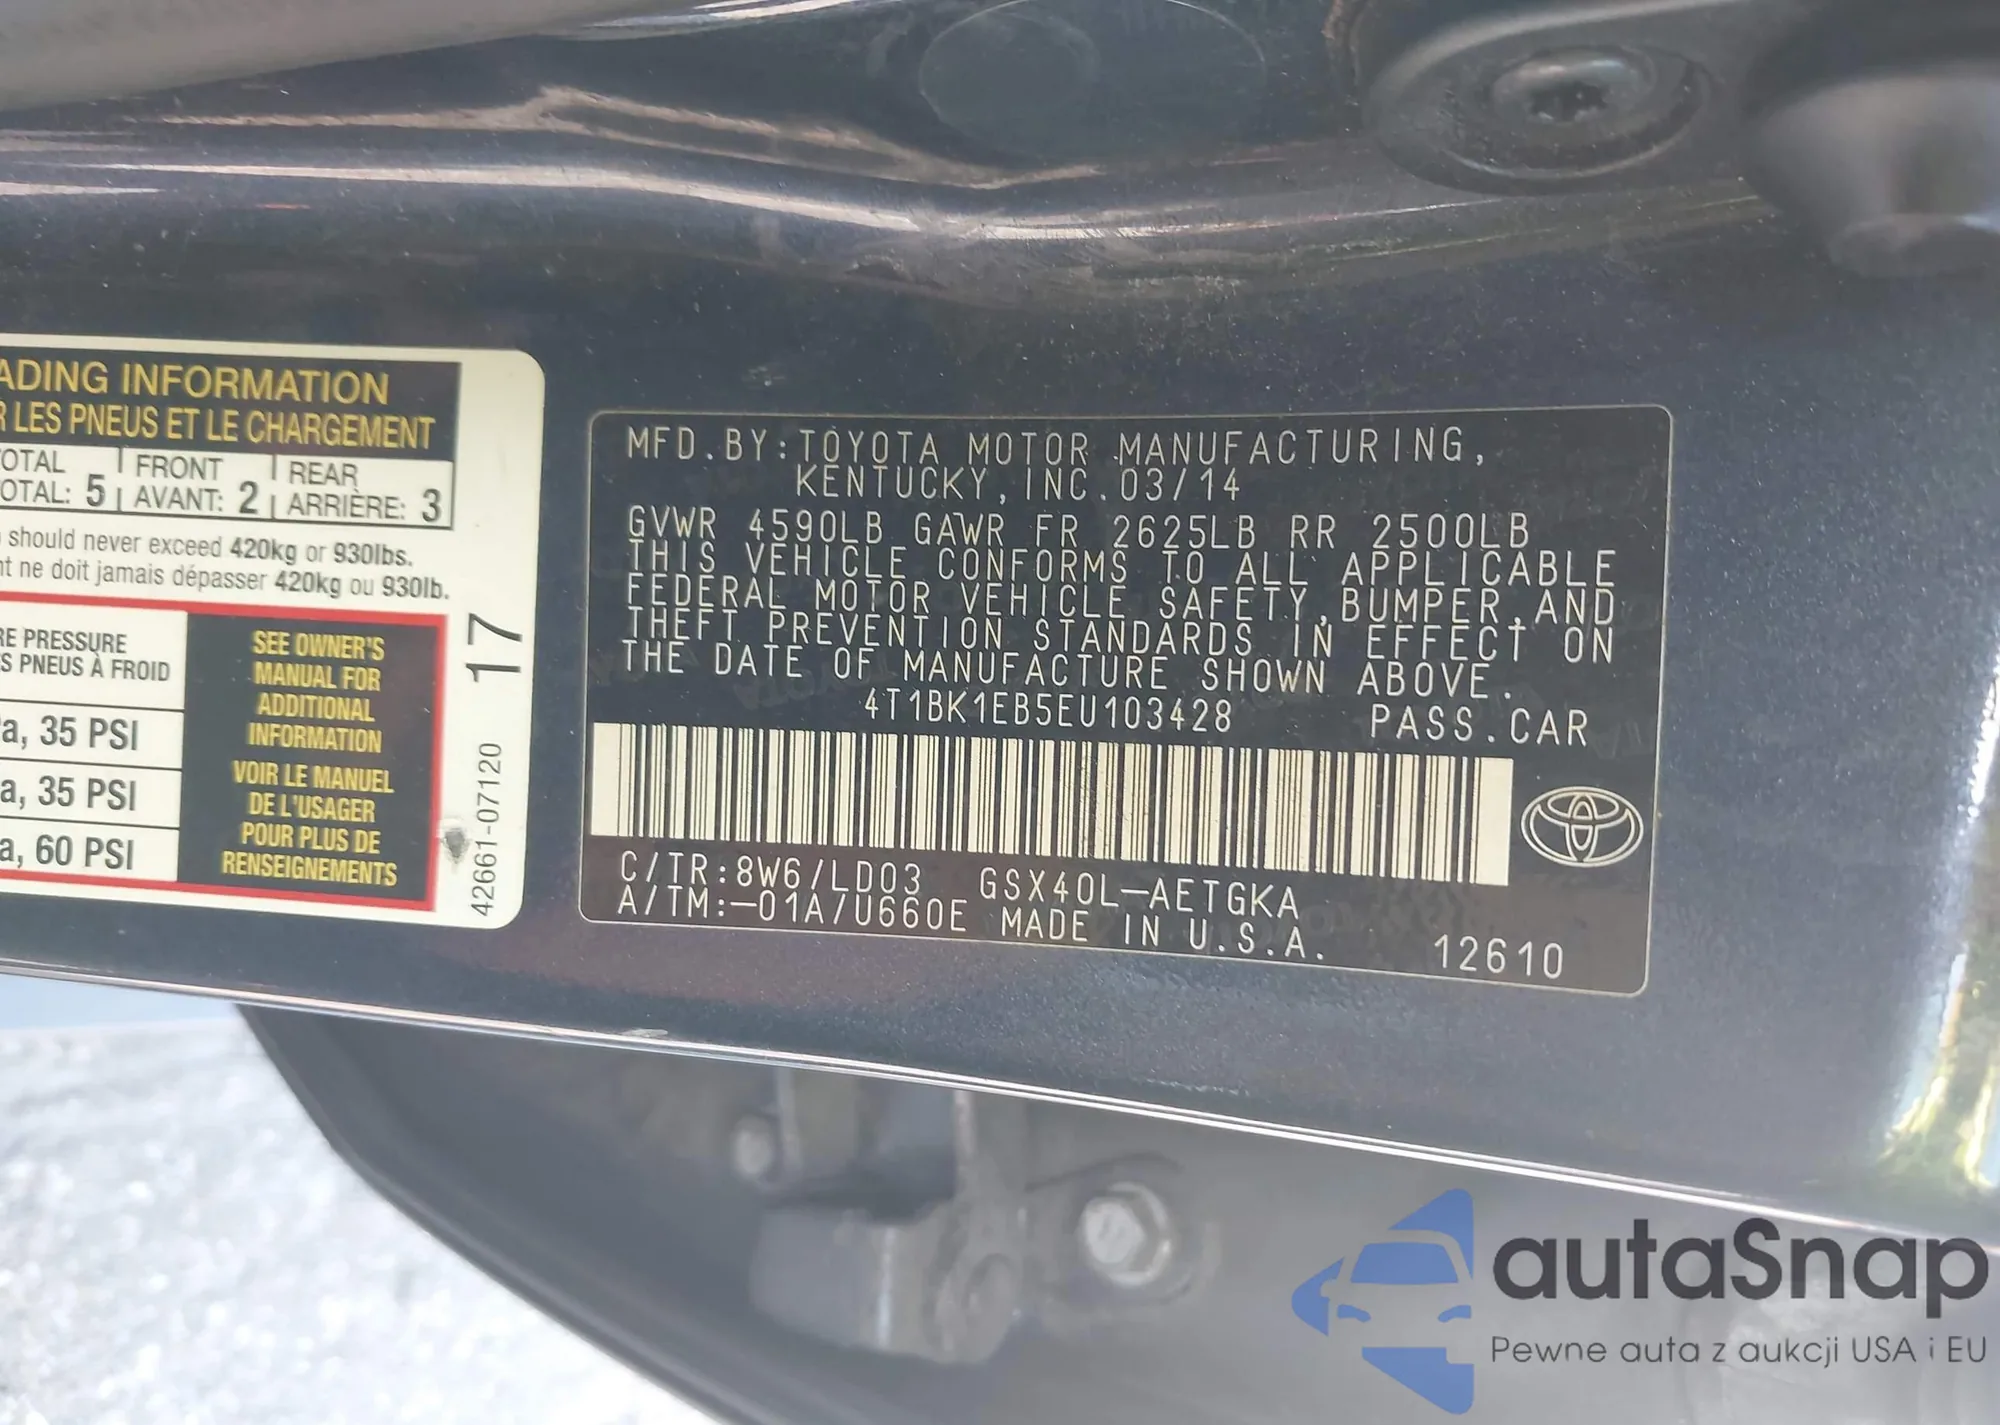 ADING INFORMATION
R LES PNEUS ET LE CHARGEMENT
OTAL FRONT REAR
OTAL: 5 AVANT: 2 ARRIÈRE: 3
should never exceed 420kg or 930lbs.
nt ne doit jamais dépasser 420kg ou 930lb.
RE PRESSURE
S PNEUS À FROID
a, 35 PSI
a, 35 PSI
a, 60 PSI
SEE OWNER'S
MANUAL FOR
ADDITIONAL
INFORMATION
VOIR LE MANUEL
DE L'USAGER
POUR PLUS DE
RENSEIGNEMENTS
42661-07120 17
MFD.BY:TOYOTA MOTOR MANUFACTURING,
KENTUCKY,INC.03/14
GVWR 4590LB GAWR FR 2625LB RR 2500LB
THIS VEHICLE CONFORMS TO ALL APPLICABLE
FEDERAL MOTOR VEHICLE SAFETY,BUMPER,AND
THEFT PREVENTION STANDARDS IN EFFECT ON
THE DATE OF MANUFACTURE SHOWN ABOVE.
4T1BK1EB5EU103428 PASS.CAR
C/TR:8W6/LD03 GSX40L-AETGKA
A/TM:-01A/U660E MADE IN U.S.A. 12610
autaSnap
Pewne auta z aukcji USA i EU